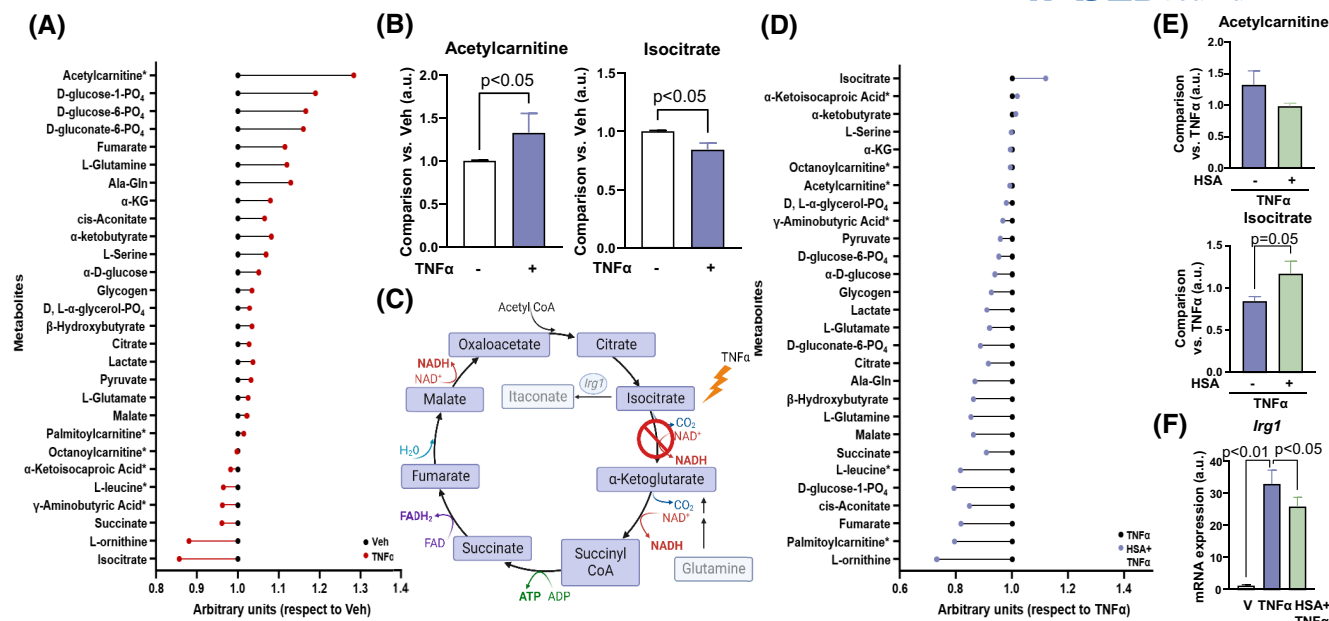 (A)
Metabolites
Acetylcarnitine*
D-glucose-1-PO₄
D-glucose-6-PO₄
D-gluconate-6-PO₄
Fumarate
L-Glutamine
Ala-Gln
α-KG
cis-Aconitate
α-ketobutyrate
L-Serine
α-D-glucose
Glycogen
D, L-α-glycerol-PO₄
β-Hydroxybutyrate
Citrate
Lactate
Pyruvate
L-Glutamate
Malate
Palmitoylcarnitine*
Octanoylcarnitine*
α-Ketoisocaproic Acid*
L-leucine*
γ-Aminobutyric Acid*
Succinate
L-ornithine
Isocitrate
Veh
TNFα
0.8 0.9 1.0 1.1 1.2 1.3 1.4
Arbitrary units (respect to Veh)
(B)
Acetylcarnitine
Comparison vs. Veh (a.u.)
2.0
1.5
1.0
0.5
0.0
p<0.05
TNFα - +
Isocitrate
Comparison vs. Veh (a.u.)
1.5
1.0
0.5
0.0
p<0.05
TNFα - +
(C)
Acetyl CoA
Oxaloacetate
Citrate
NADH
NAD⁺
TNFα
Irg1
Malate
Itaconate
Isocitrate
CO₂
NAD⁺
NADH
H₂0
Fumarate
α-Ketoglutarate
FADH₂
FAD
CO₂
NAD⁺
NADH
Succinate
Succinyl
CoA
Glutamine
ATP
ADP
(D)
Metabolites
Isocitrate
α-Ketoisocaproic Acid*
α-ketobutyrate
L-Serine
α-KG
Octanoylcarnitine*
Acetylcarnitine*
D, L-α-glycerol-PO₄
γ-Aminobutyric Acid*
Pyruvate
D-glucose-6-PO₄
α-D-glucose
Glycogen
Lactate
L-Glutamate
D-gluconate-6-PO₄
Citrate
Ala-Gln
β-Hydroxybutyrate
L-Glutamine
Malate
Succinate
L-leucine*
D-glucose-1-PO₄
cis-Aconitate
Fumarate
Palmitoylcarnitine*
L-ornithine
TNFα
HSA+
TNFα
0.6 0.8 1.0 1.2 1.4
Arbitrary units (respect to TNFα)
(E)
Acetylcarnitine
Comparison
vs. TNFα (a.u.)
2.0
1.5
1.0
0.5
0.0
HSA - +
TNFα
Isocitrate
Comparison
vs. TNFα (a.u.)
1.5
1.0
0.5
0.0
p=0.05
HSA - +
TNFα
(F)
Irg1
mRNA expression (a.u.)
40
30
20
10
0
p<0.01
p<0.05
V TNFα HSA+
TNFα